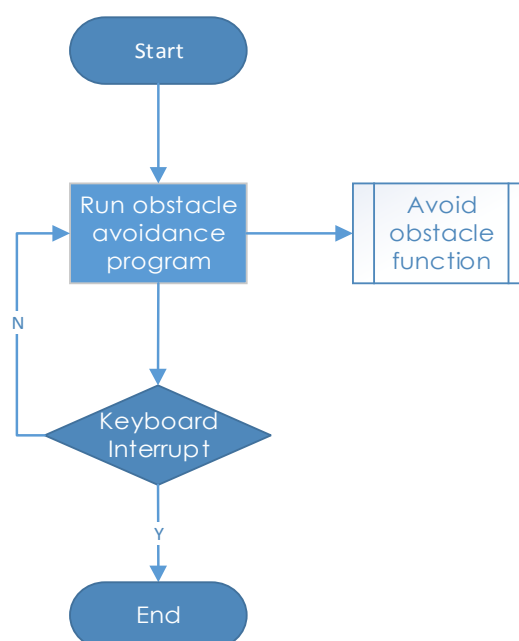 Start
Run obstacle
avoidance
program
Avoid
obstacle
function
N
Keyboard
Interrupt
Y
End